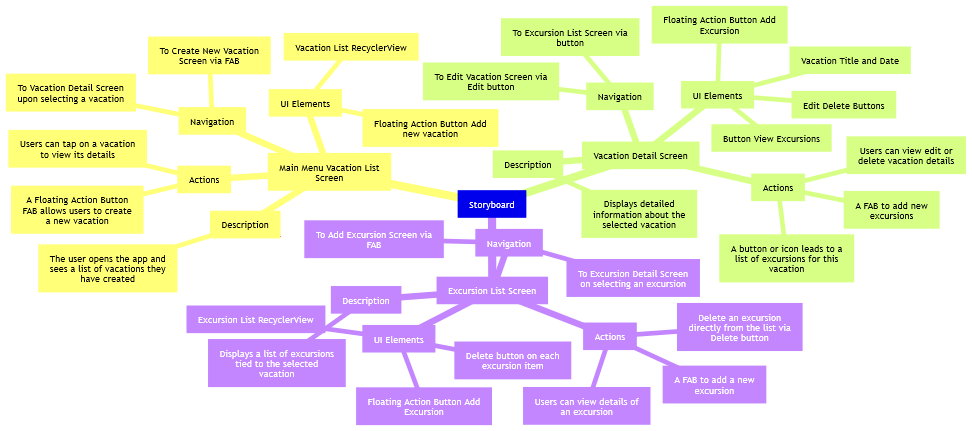 Storyboard
Main Menu Vacation List
Screen
Description
The user opens the app and
sees a list of vacations they
have created
Actions
Users can tap on a vacation
to view its details
A Floating Action Button
FAB allows users to create
a new vacation
Navigation
To Create New Vacation
Screen via FAB
To Vacation Detail Screen
upon selecting a vacation
UI Elements
Vacation List RecyclerView
Floating Action Button Add
new vacation
Vacation Detail Screen
Description
Displays detailed
information about the
selected vacation
Navigation
To Excursion List Screen via
button
To Edit Vacation Screen via
Edit button
UI Elements
Floating Action Button Add
Excursion
Vacation Title and Date
Edit Delete Buttons
Button View Excursions
Actions
Users can view edit or
delete vacation details
A FAB to add new
excursions
A button or icon leads to a
list of excursions for this
vacation
Excursion List Screen
Navigation
To Add Excursion Screen via
FAB
To Excursion Detail Screen
on selecting an excursion
Description
Displays a list of excursions
tied to the selected
vacation
UI Elements
Excursion List RecyclerView
Floating Action Button Add
Excursion
Delete button on each
excursion item
Actions
Delete an excursion
directly from the list via
Delete button
A FAB to add a new
excursion
Users can view details of
an excursion